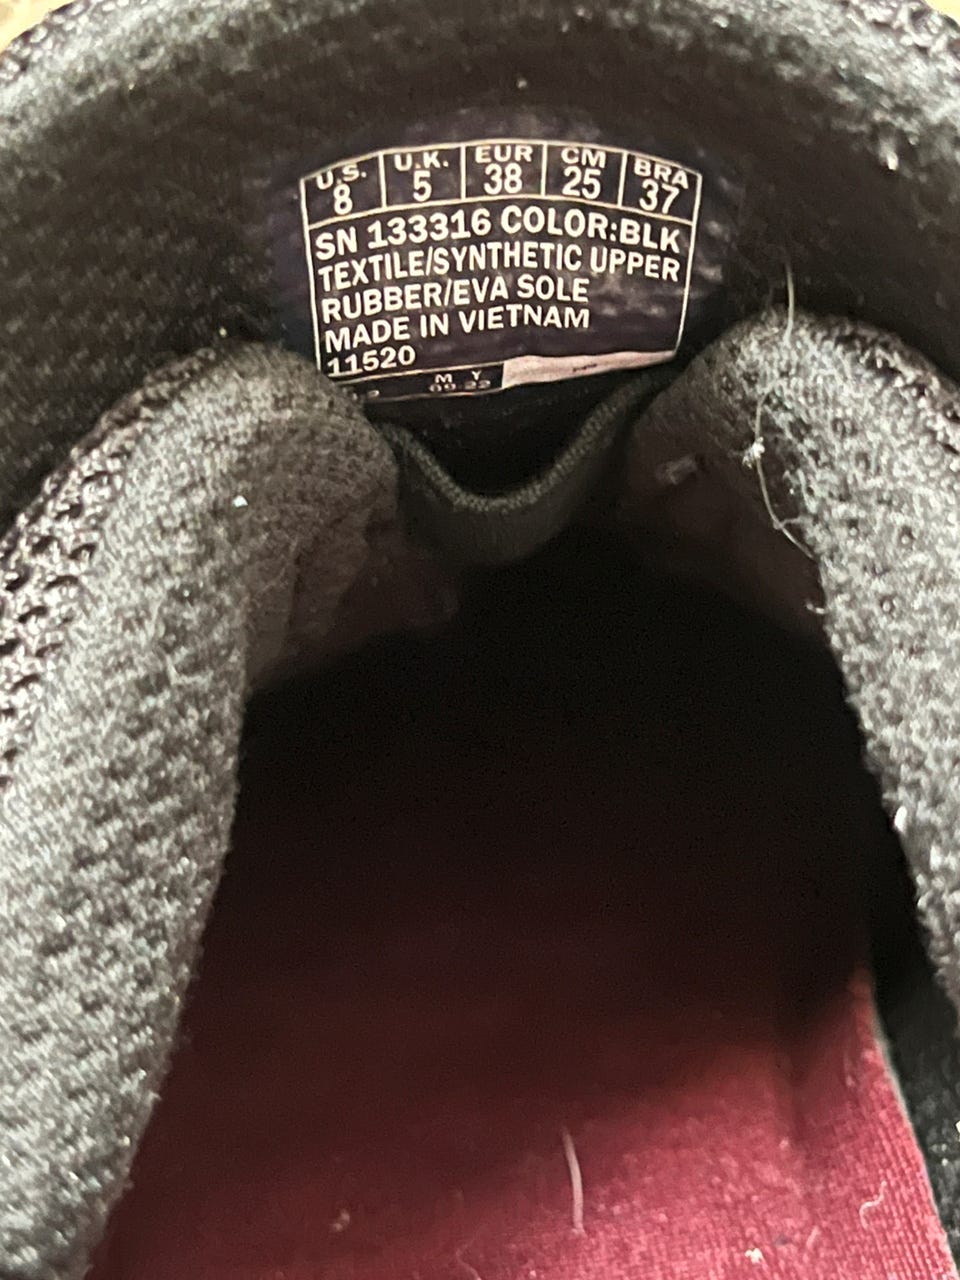 U.S. U.K. EUR CM BRA
8 5 38 25 37
SN 133316 COLOR:BLK
TEXTILE/SYNTHETIC UPPER
RUBBER/EVA SOLE
MADE IN VIETNAM
11520
M Y
22